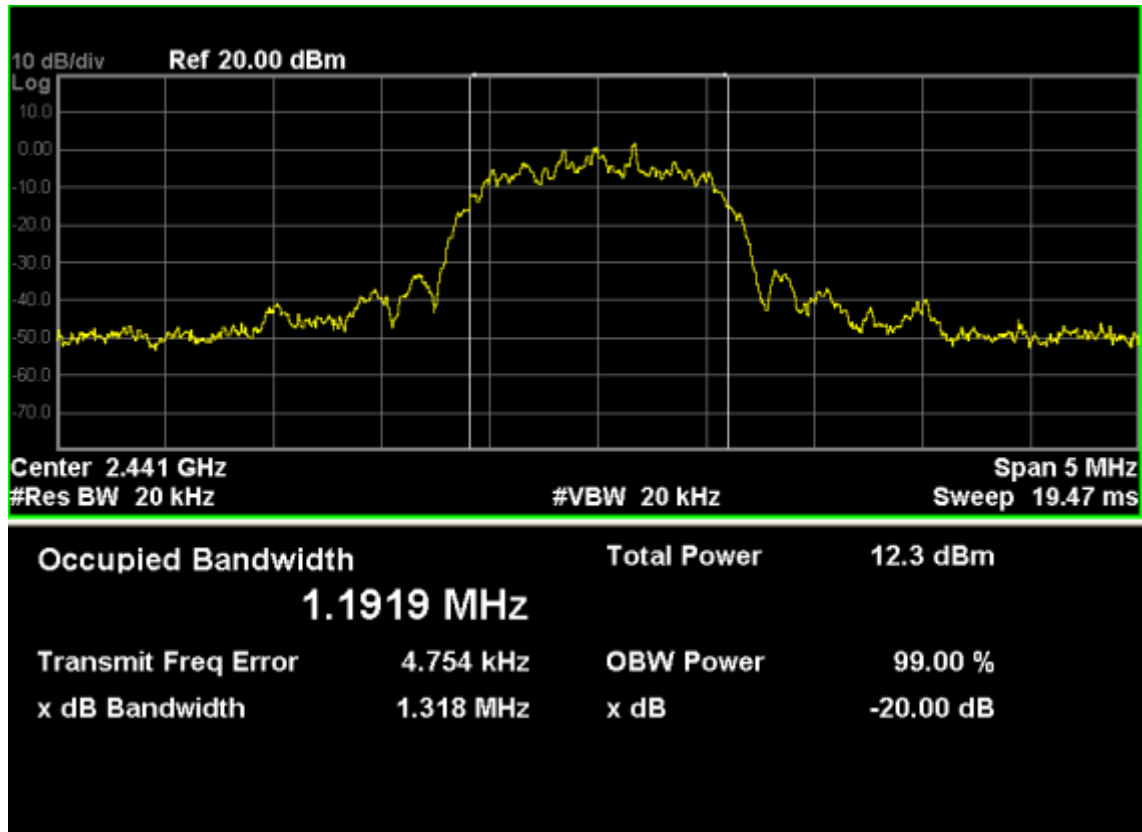 10 dB/div Ref 20.00 dBm
Log
10.0
0.00
-10.0
-20.0
-30.0
-40.0
-50.0
-60.0
-70.0
Center 2.441 GHz Span 5 MHz
#Res BW 20 kHz #VBW 20 kHz Sweep 19.47 ms
Occupied Bandwidth Total Power 12.3 dBm
1.1919 MHz
Transmit Freq Error 4.754 kHz OBW Power 99.00 %
x dB Bandwidth 1.318 MHz x dB -20.00 dB